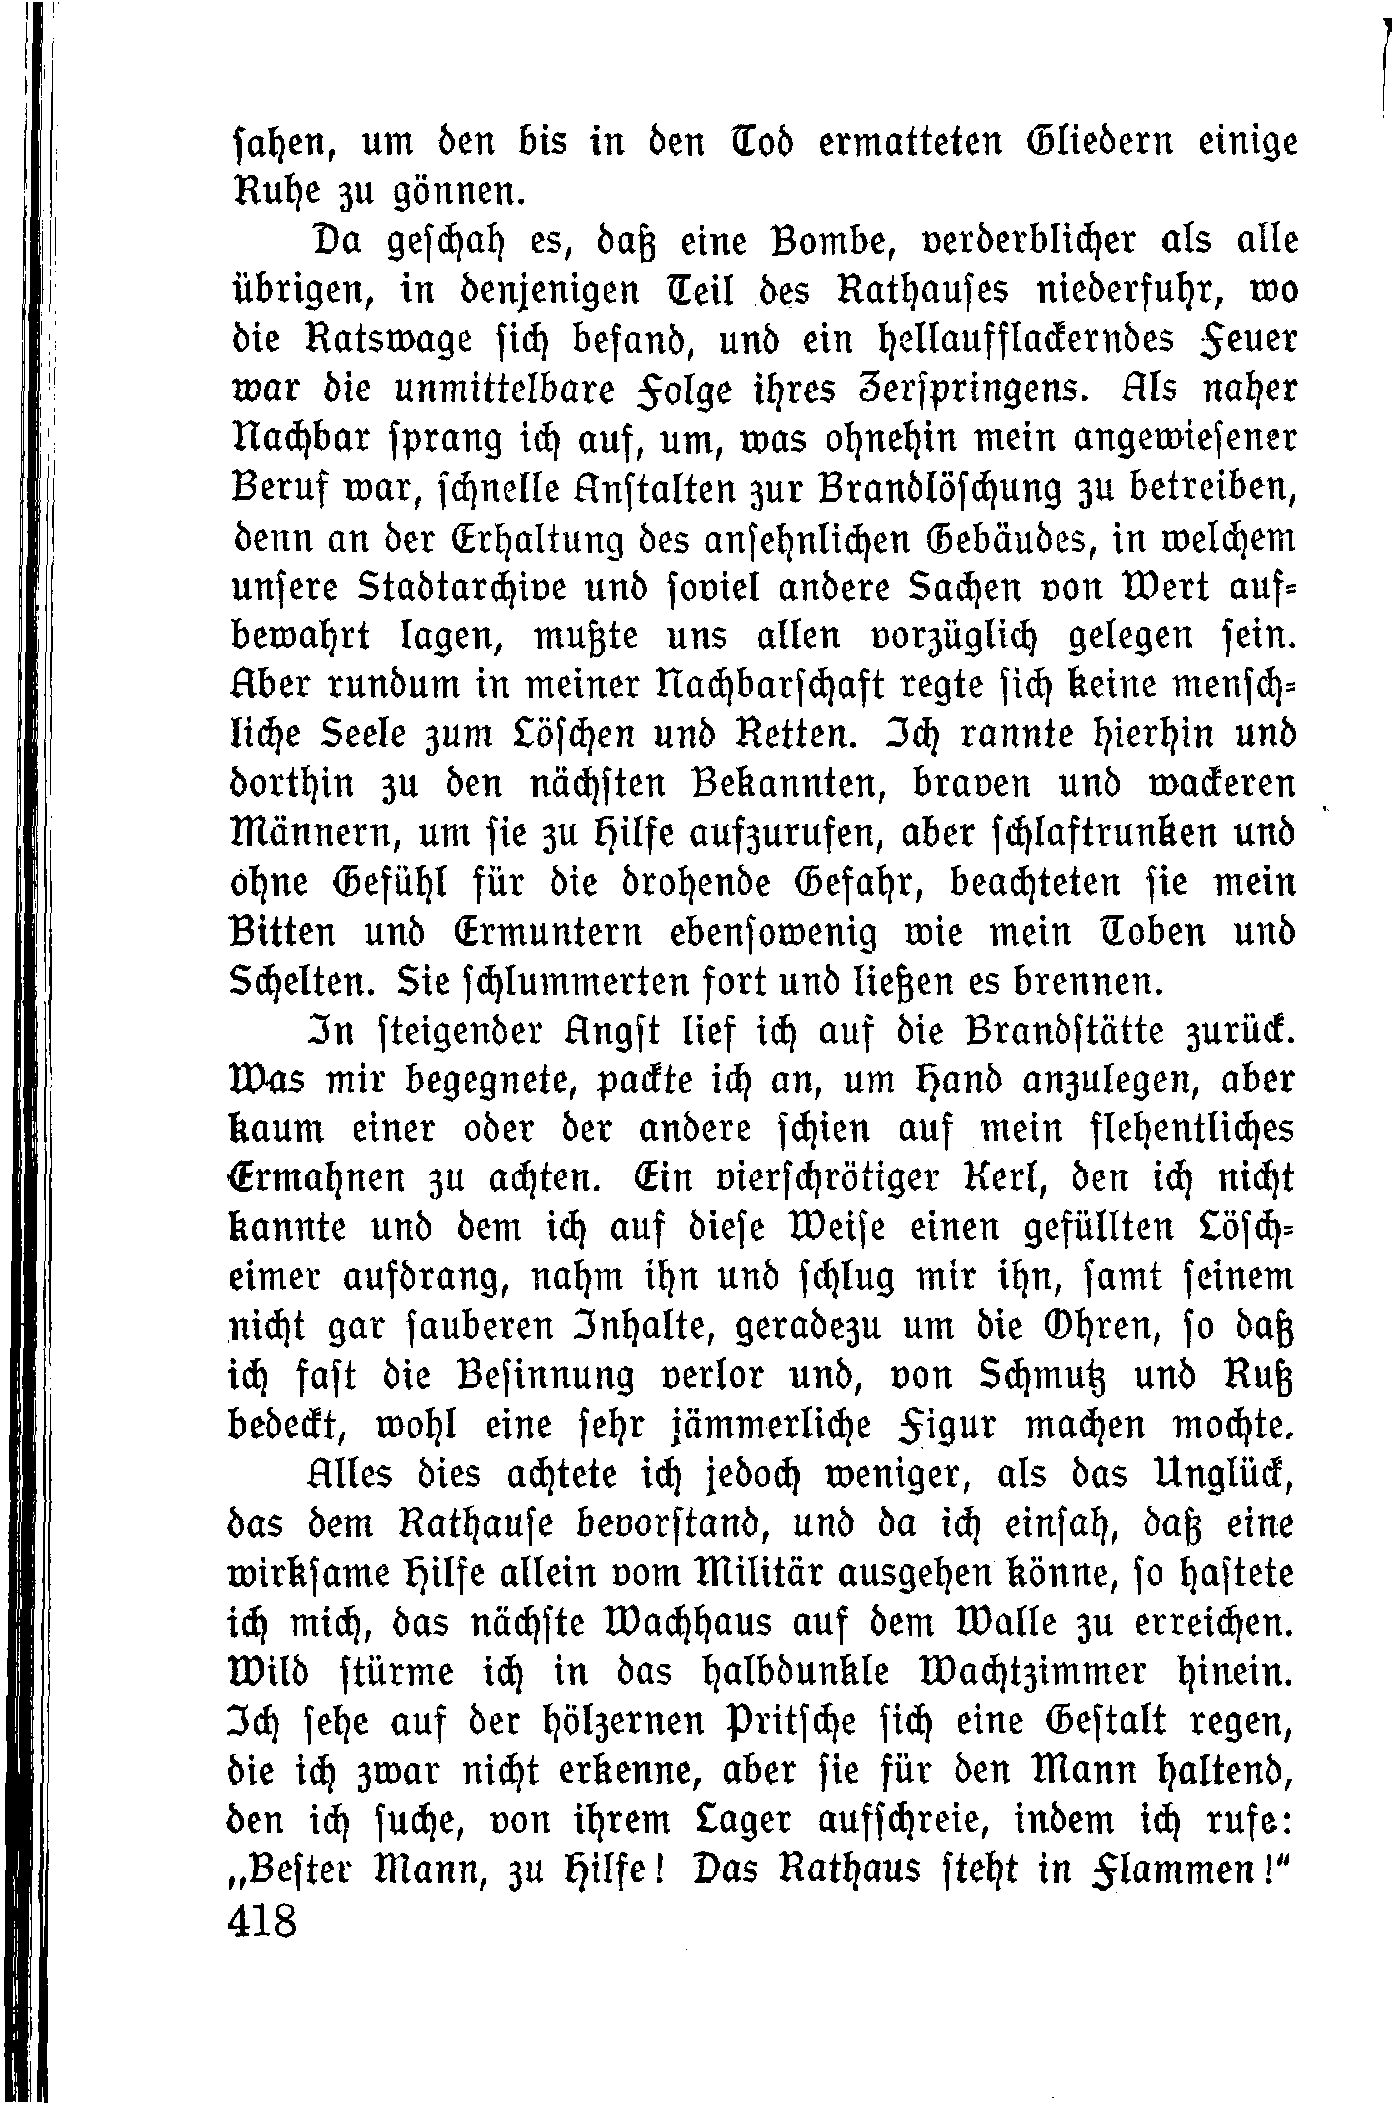 sahen, um den bis in den Tod ermatteten Gliedern einige
Ruhe zu gönnen.
Da geschah es, daß eine Bombe, verderblicher als alle
übrigen, in denjenigen Teil des Rathauses niederfuhr, wo
die Ratswage sich befand, und ein hellaufflackerndes Feuer
war die unmittelbare Folge ihres Zerspringens. Als naher
Nachbar sprang ich auf, um, was ohnehin mein angewiesener
Beruf war, schnelle Anstalten zur Brandlöschung zu betreiben,
denn an der Erhaltung des ansehnlichen Gebäudes, in welchem
unsere Stadtarchive und soviel andere Sachen von Wert auf-
bewahrt lagen, mußte uns allen vorzüglich gelegen sein.
Aber rundum in meiner Nachbarschaft regte sich keine mensch-
liche Seele zum Löschen und Retten. Ich rannte hierhin und
dorthin zu den nächsten Bekannten, braven und wackeren
Männern, um sie zu Hilfe aufzurufen, aber schlaftrunken und
ohne Gefühl für die drohende Gefahr, beachteten sie mein
Bitten und Ermuntern ebensowenig wie mein Toben und
Schelten. Sie schlummerten fort und ließen es brennen.
In steigender Angst lief ich auf die Brandstätte zurück.
Was mir begegnete, packte ich an, um Hand anzulegen, aber
kaum einer oder der andere schien auf mein flehentliches
Ermahnen zu achten. Ein vierschrötiger Kerl, den ich nicht
kannte und dem ich auf diese Weise einen gefüllten Lösch-
eimer aufdrang, nahm ihn und schlug mir ihn, samt seinem
nicht gar sauberen Inhalte, geradezu um die Ohren, so daß
ich fast die Besinnung verlor und, von Schmutz und Ruß
bedeckt, wohl eine sehr jämmerliche Figur machen mochte.
Alles dies achtete ich jedoch weniger, als das Unglück,
das dem Rathause bevorstand, und da ich einsah, daß eine
wirksame Hilfe allein vom Militär ausgehen könne, so hastete
ich mich, das nächste Wachhaus auf dem Walle zu erreichen.
Wild stürme ich in das halbdunkle Wachtzimmer hinein.
Ich sehe auf der hölzernen Pritsche sich eine Gestalt regen,
die ich zwar nicht erkenne, aber sie für den Mann haltend,
den ich suche, von ihrem Lager aufschreie, indem ich rufe:
„Bester Mann, zu Hilfe! Das Rathaus steht in Flammen!“
418